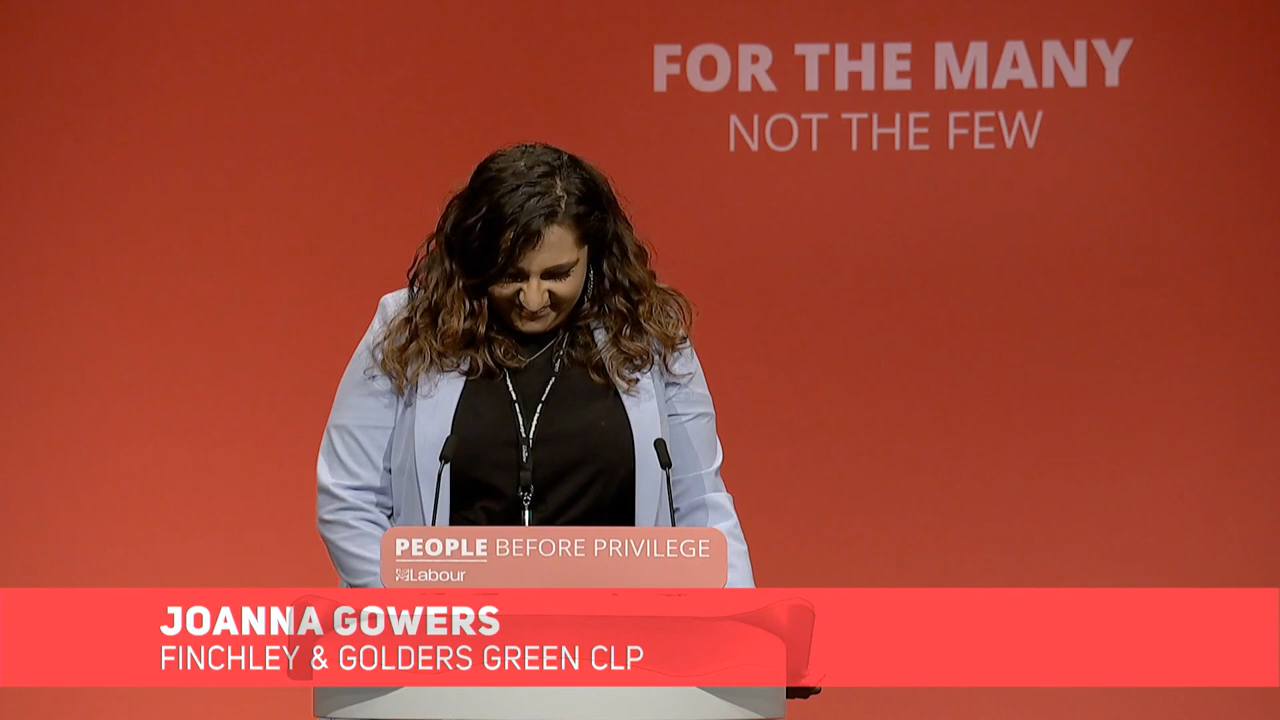 FOR THE MANY
NOT THE FEW
PEOPLE BEFORE PRIVILEGE
Labour
JOANNA GOWERS
FINCHLEY & GOLDERS GREEN CLP